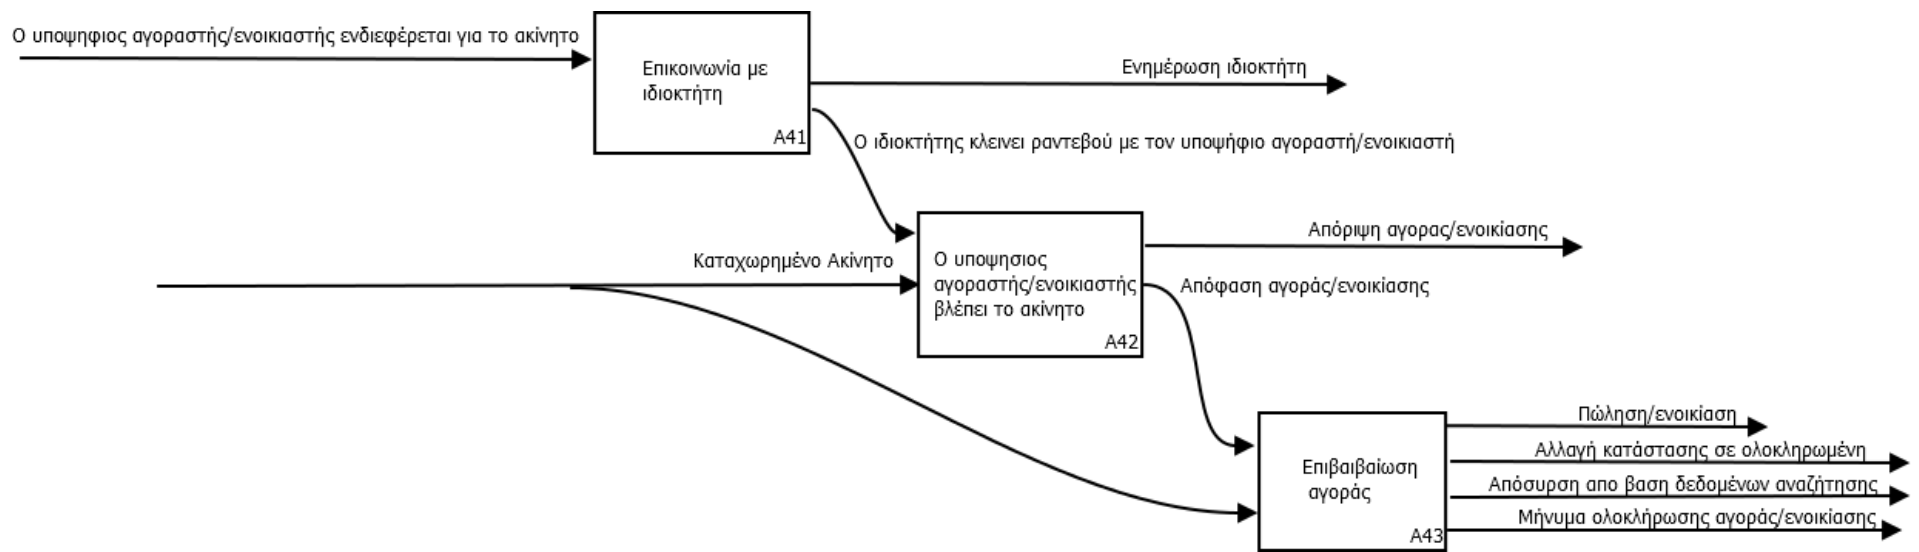 Ο υποψηφιος αγοραστής/ενοικιαστής ενδιεφέρεται για το ακίνητο
Επικοινωνία με
ιδιοκτήτη
A41
Ενημέρωση ιδιοκτήτη
Ο ιδιοκτήτης κλεινει ραντεβού με τον υποψήφιο αγοραστή/ενοικιαστή
Καταχωρημένο Ακίνητο
Ο υποψησιος
αγοραστής/ενοικιαστής
βλέπει το ακίνητο
A42
Απόριψη αγορας/ενοικίασης
Απόφαση αγοράς/ενοικίασης
Επιβαιβαίωση
αγοράς
A43
Πώληση/ενοικίαση
Αλλαγή κατάστασης σε ολοκληρωμένη
Απόσυρση απο βαση δεδομένων αναζήτησης
Μήνυμα ολοκλήρωσης αγοράς/ενοικίασης